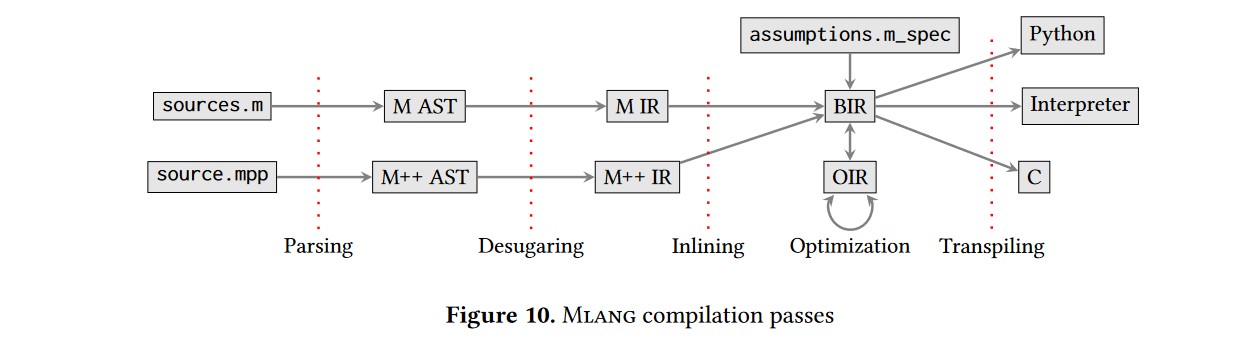 assumptions.m_spec
Python
sources.m
M AST
M IR
BIR
Interpreter
source.mpp
M++ AST
M++ IR
OIR
C
Parsing
Desugaring
Inlining
Optimization
Transpiling
Figure 10. Mlang compilation passes